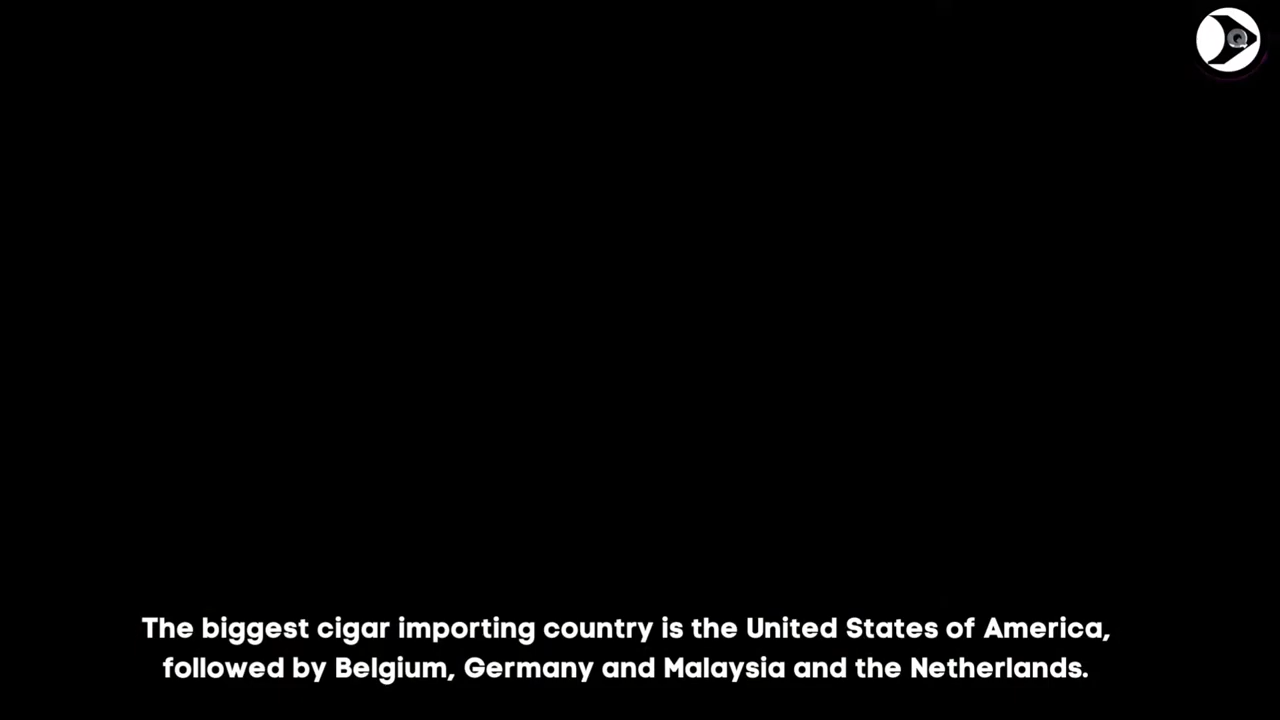 Q
The biggest cigar importing country is the United States of America,
followed by Belgium, Germany and Malaysia and the Netherlands.